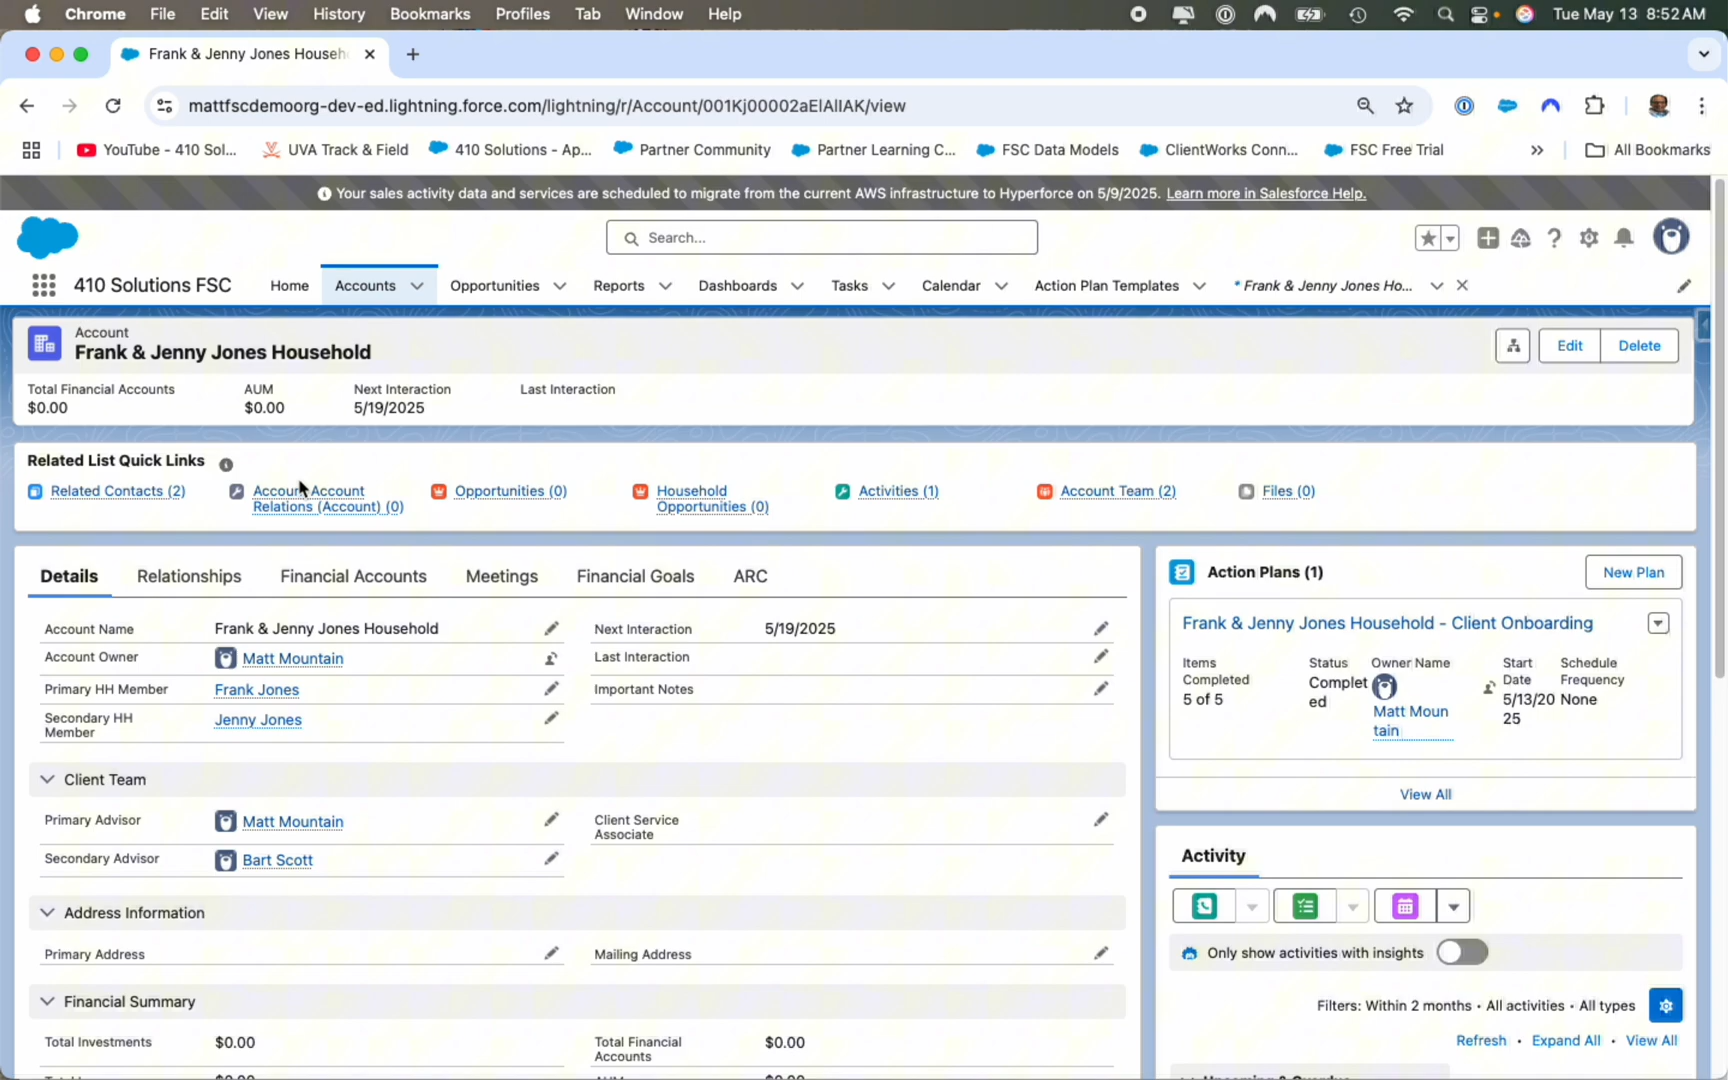 Chrome File Edit View History Bookmarks Profiles Tab Window Help Tue May 13 8:52 AM
Frank & Jenny Jones Househ
mattfscdemoorg-dev-ed.lightning.force.com/lightning/r/Account/001Kj00002aElAlIAK/view
YouTube - 410 Sol... UVA Track & Field 410 Solutions - Ap... Partner Community Partner Learning C... FSC Data Models ClientWorks Conn... FSC Free Trial » All Bookmarks
Your sales activity data and services are scheduled to migrate from the current AWS infrastructure to Hyperforce on 5/9/2025. Learn more in Salesforce Help.
Search...
410 Solutions FSC Home Accounts Opportunities Reports Dashboards Tasks Calendar Action Plan Templates * Frank & Jenny Jones Ho...
Account
Frank & Jenny Jones Household
Edit Delete
Total Financial Accounts AUM Next Interaction Last Interaction
$0.00 $0.00 5/19/2025
Related List Quick Links
Related Contacts (2) Account Account Opportunities (0) Household Activities (1) Account Team (2) Files (0)
Relations (Account) (0) Opportunities (0)
Details Relationships Financial Accounts Meetings Financial Goals ARC
Account Name Frank & Jenny Jones Household Next Interaction 5/19/2025
Account Owner Matt Mountain Last Interaction
Primary HH Member Frank Jones Important Notes
Secondary HH Jenny Jones
Member
Client Team
Primary Advisor Matt Mountain Client Service
Associate
Secondary Advisor Bart Scott
Address Information
Primary Address Mailing Address
Financial Summary
Total Investments $0.00 Total Financial $0.00
Accounts
Action Plans (1) New Plan
Frank & Jenny Jones Household - Client Onboarding
Items Status Owner Name Start Schedule
Completed Complet Date Frequency
5 of 5 ed Matt Moun 5/13/20 None
tain 25
View All
Activity
Only show activities with insights
Filters: Within 2 months • All activities • All types
Refresh • Expand All • View All